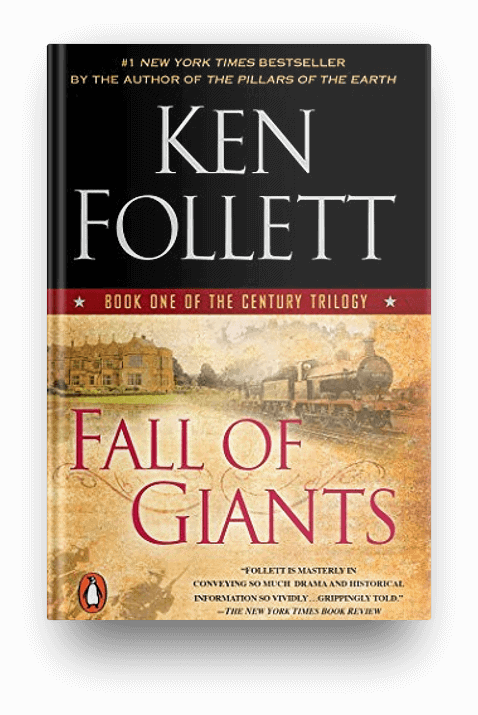 #1 NEW YORK TIMES BESTSELLER
BY THE AUTHOR OF THE PILLARS OF THE EARTH
KEN
FOLLETT
BOOK ONE OF THE CENTURY TRILOGY
FALL OF
GIANTS
“FOLLETT IS MASTERLY IN
CONVEYING SO MUCH DRAMA AND HISTORICAL
INFORMATION SO VIVIDLY…GRIPPINGLY TOLD.”
—THE NEW YORK TIMES BOOK REVIEW